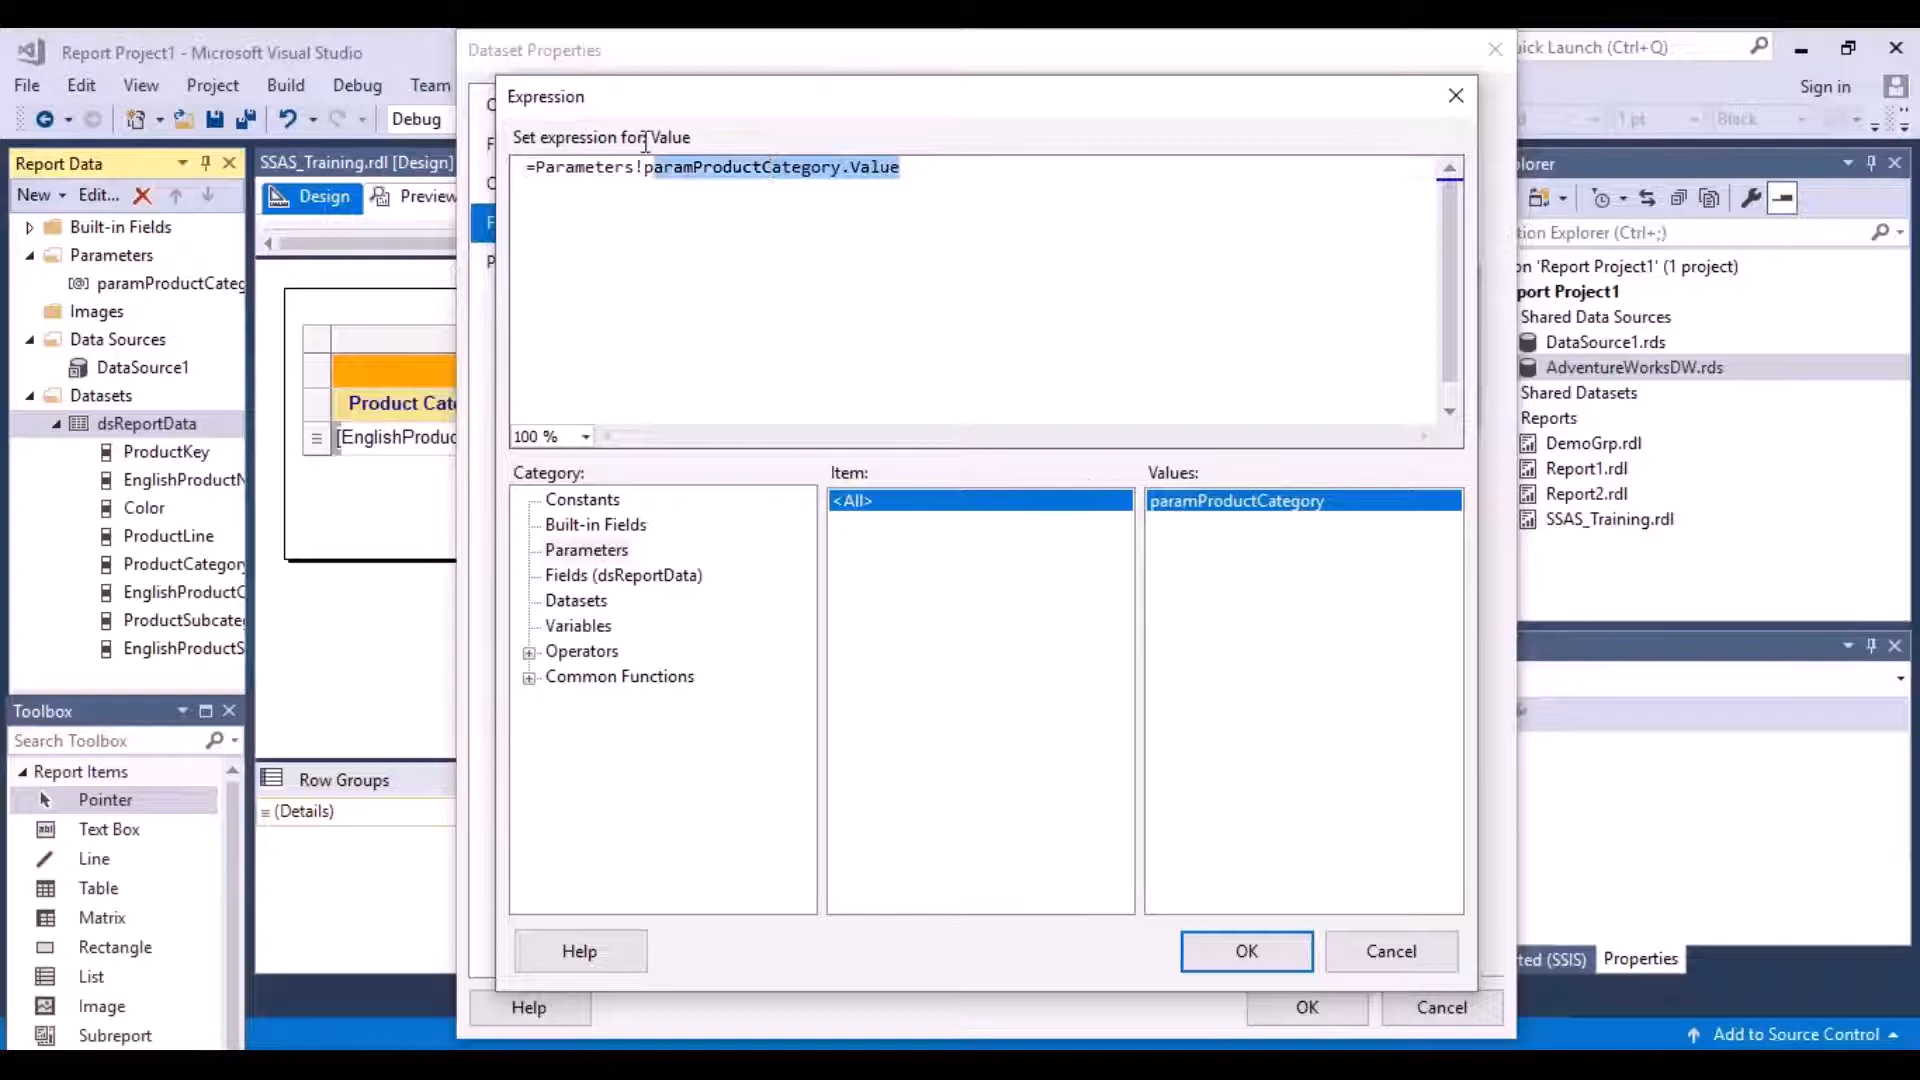 Report Project1 - Microsoft Visual Studio
Dataset Properties
uick Launch (Ctrl+Q)
File Edit View Project Build Debug Team
Sign in
Debug
1 pt Black
Expression
Set expression for: Value
=Parameters!paramProductCategory.Value
100 %
Category:
Constants
Built-in Fields
Parameters
Fields (dsReportData)
Datasets
Variables
Operators
Common Functions
Item:
<All>
Values:
paramProductCategory
Help OK Cancel
Help OK Cancel
Report Data
New Edit...
Built-in Fields
Parameters
paramProductCateg
Images
Data Sources
DataSource1
Datasets
dsReportData
ProductKey
EnglishProductN
Color
ProductLine
ProductCategory
EnglishProductC
ProductSubcate
EnglishProductS
Toolbox
Search Toolbox
Report Items
Pointer
Text Box
Line
Table
Matrix
Rectangle
List
Image
Subreport
SSAS_Training.rdl [Design]
Design Preview
Product Cat
[EnglishProduc
Row Groups
(Details)
plorer
tion Explorer (Ctrl+;)
on 'Report Project1' (1 project)
port Project1
Shared Data Sources
DataSource1.rds
AdventureWorksDW.rds
Shared Datasets
Reports
DemoGrp.rdl
Report1.rdl
Report2.rdl
SSAS_Training.rdl
ted (SSIS) Properties
Add to Source Control